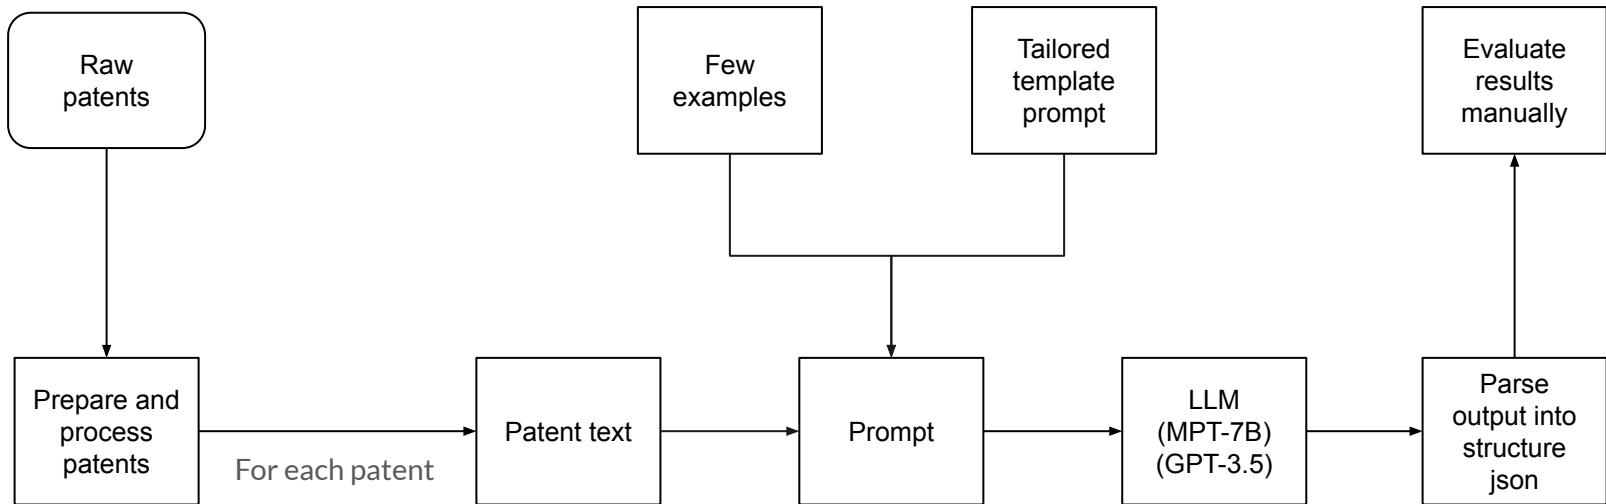 Raw
patents
Few
examples
Tailored
template
prompt
Evaluate
results
manually
Prepare and
process
patents
For each patent
Patent text
Prompt
LLM
(MPT-7B)
(GPT-3.5)
Parse
output into
structure
json